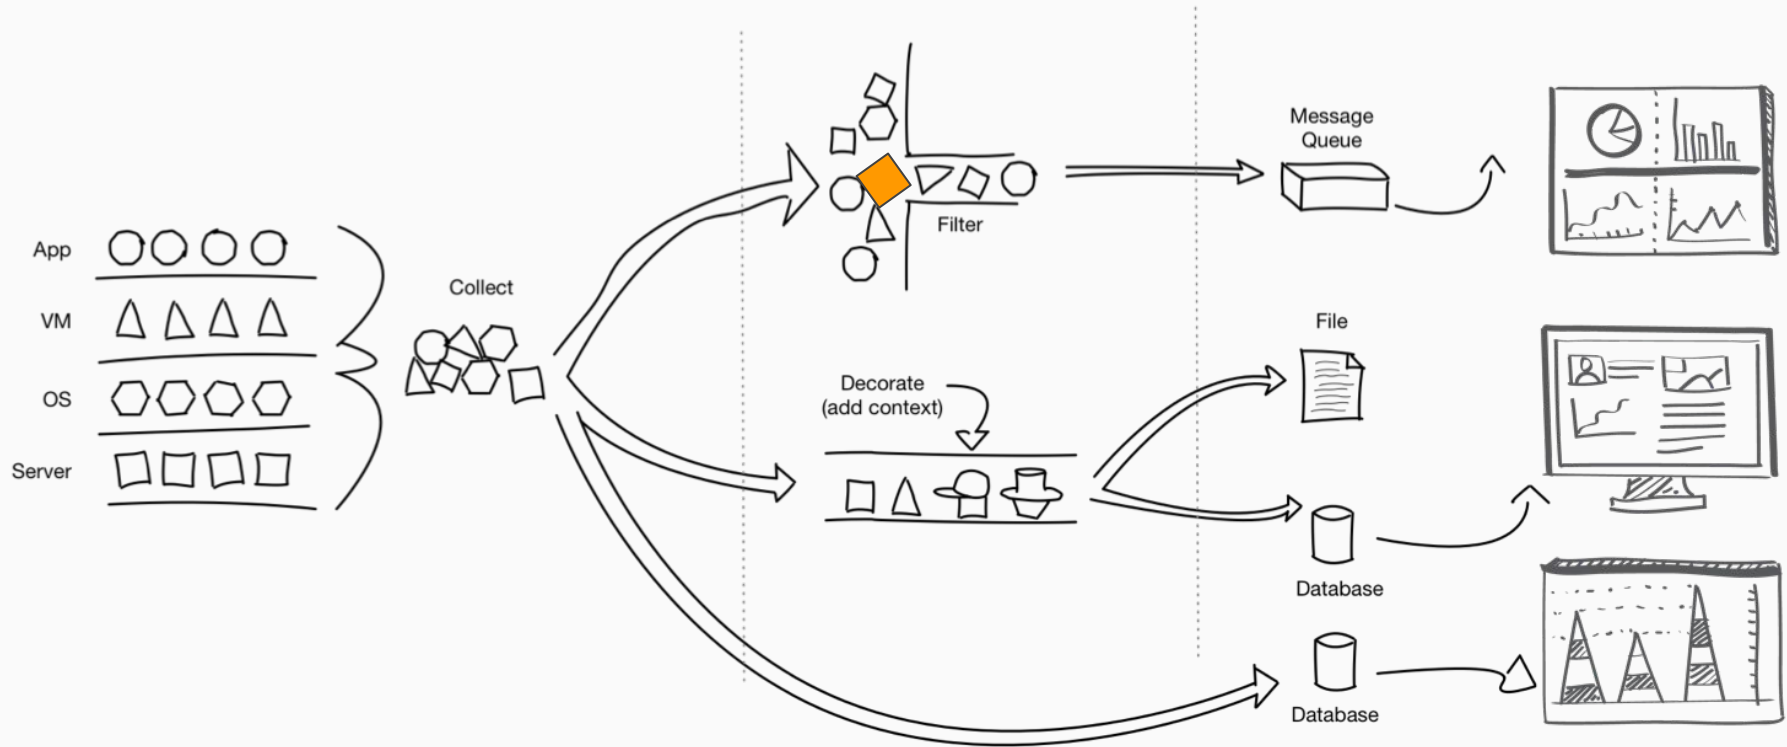 App
VM
OS
Server
Collect
Filter
Decorate
(add context)
Message
Queue
File
Database
Database